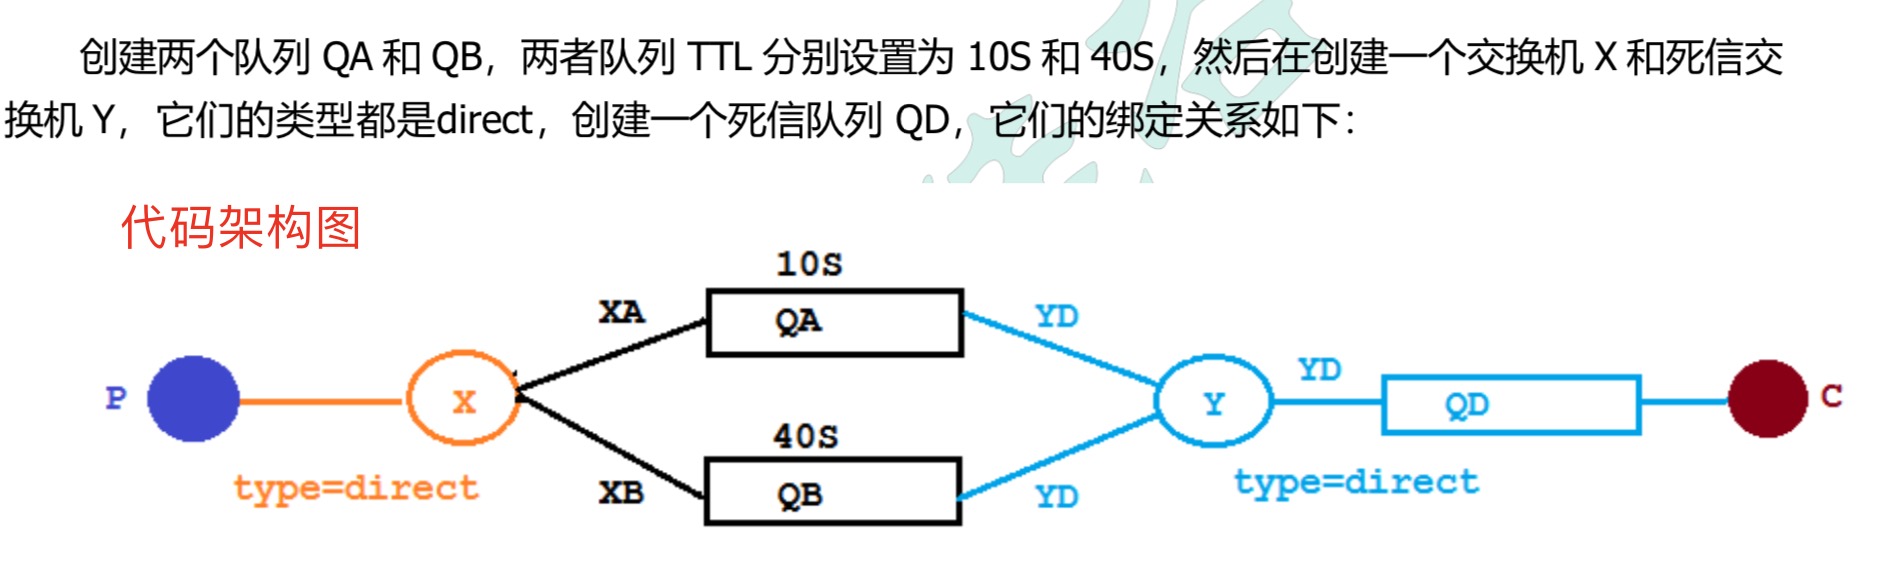 创建两个队列 QA 和 QB，两者队列 TTL 分别设置为 10S 和 40S，然后在创建一个交换机 X 和死信交
换机 Y，它们的类型都是direct，创建一个死信队列 QD，它们的绑定关系如下：
代码架构图
10S
XA
QA
YD
P
X
Y
YD
QD
C
40S
type=direct
XB
QB
YD
type=direct